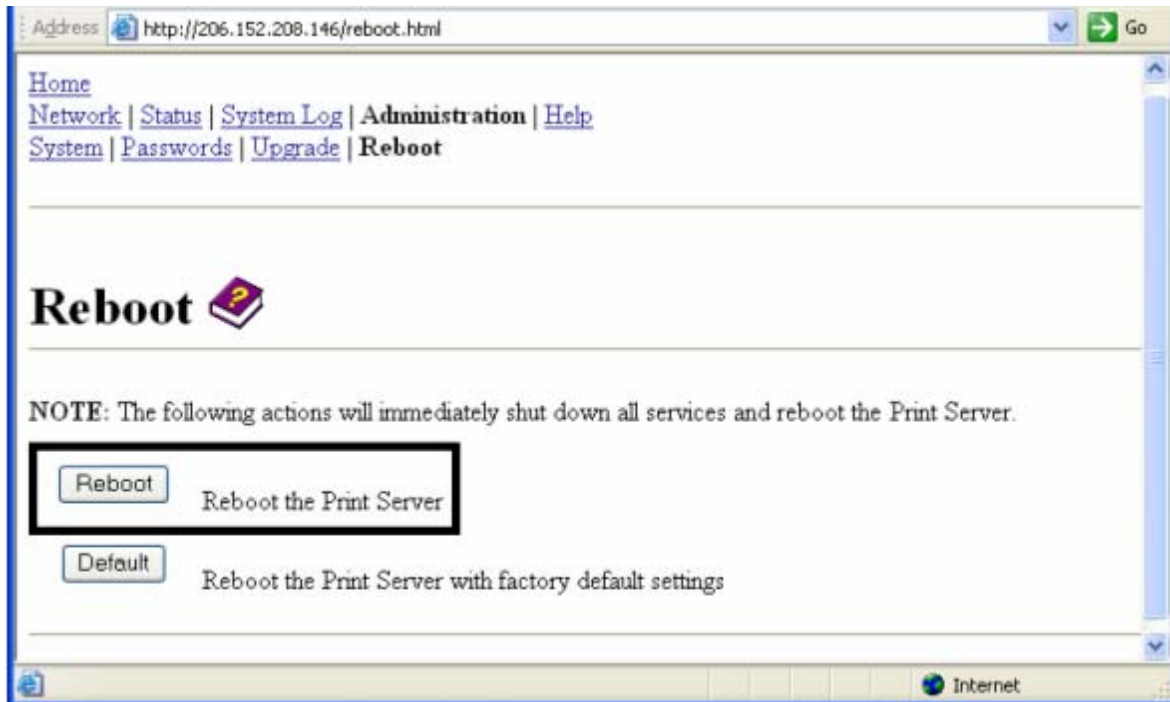 Address http://206.152.208.146/reboot.html Go
Home
Network | Status | System Log | Administration | Help
System | Passwords | Upgrade | Reboot
Reboot
NOTE: The following actions will immediately shut down all services and reboot the Print Server.
Reboot Reboot the Print Server
Default Reboot the Print Server with factory default settings
Internet